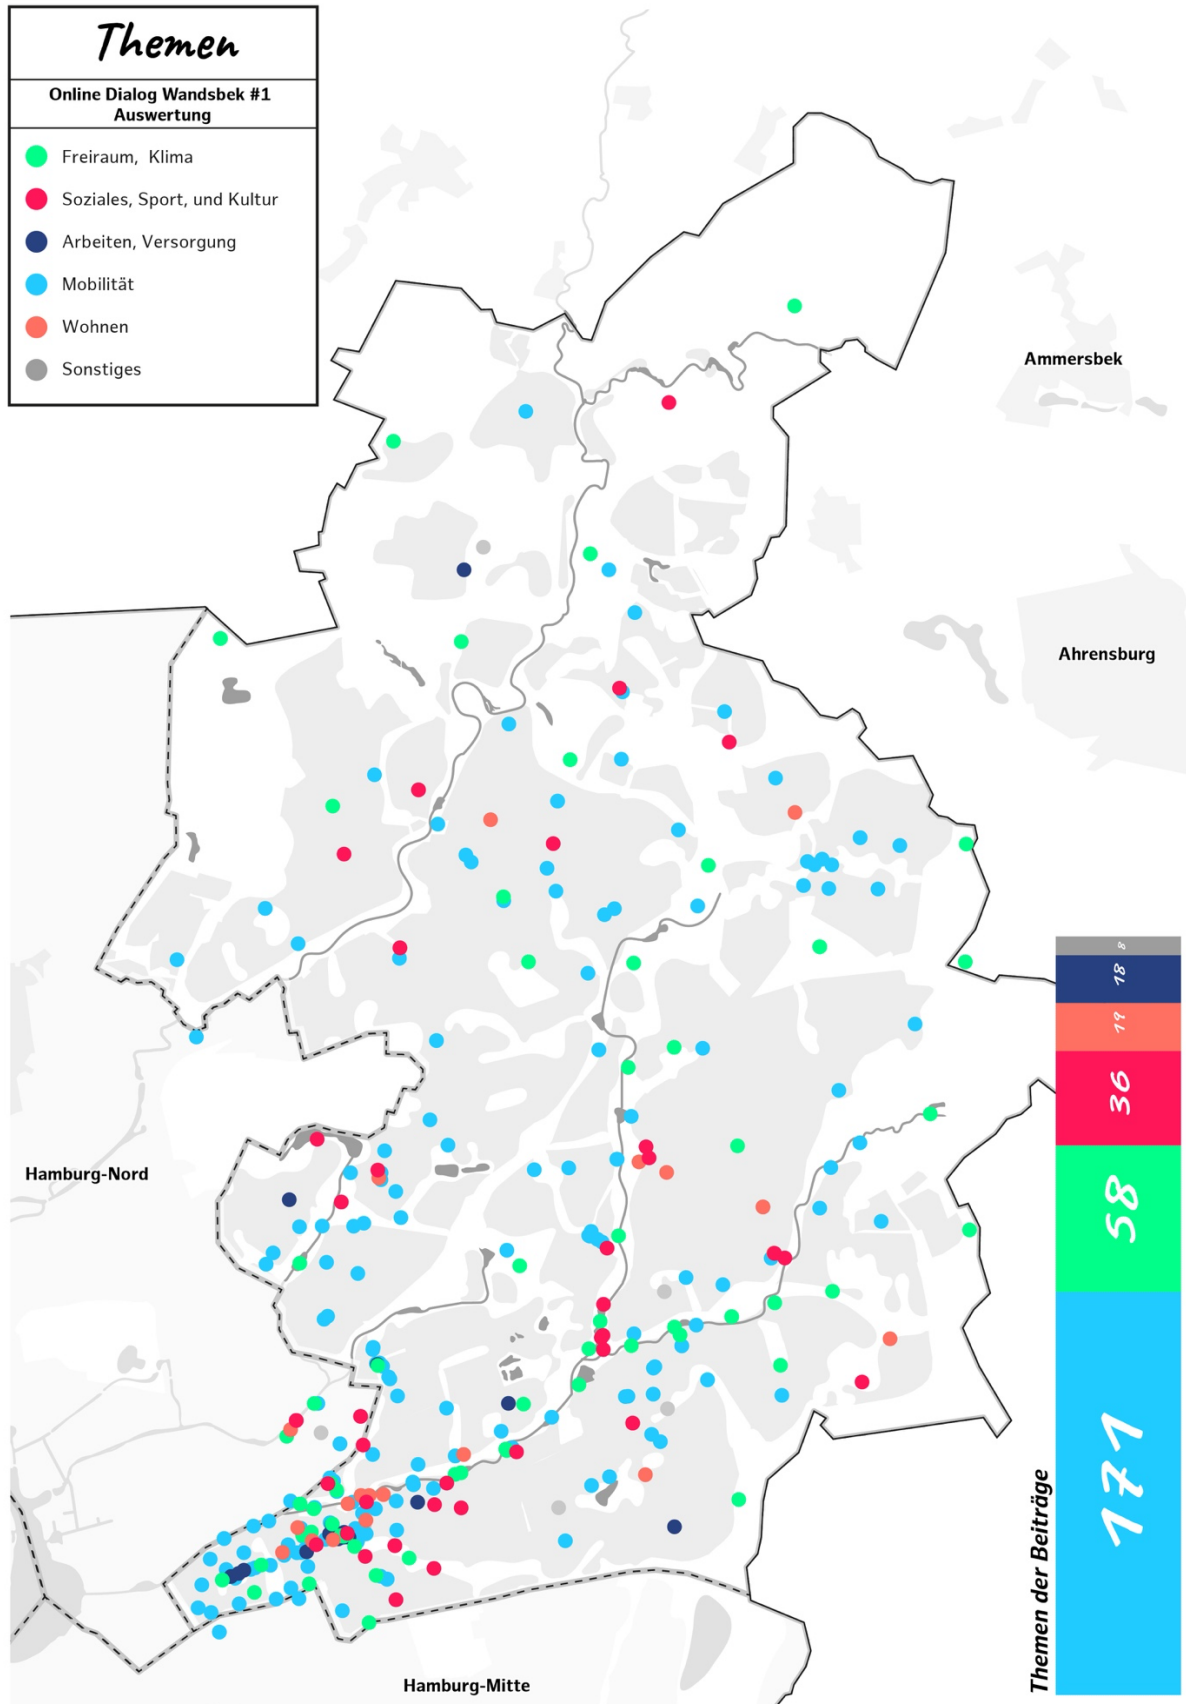 Themen
Online Dialog Wandsbek #1
Auswertung
Freiraum, Klima
Soziales, Sport, und Kultur
Arbeiten, Versorgung
Mobilität
Wohnen
Sonstiges
Ammersbek
Ahrensburg
Hamburg-Nord
Hamburg-Mitte
8
18
19
36
58
171
Themen der Beiträge